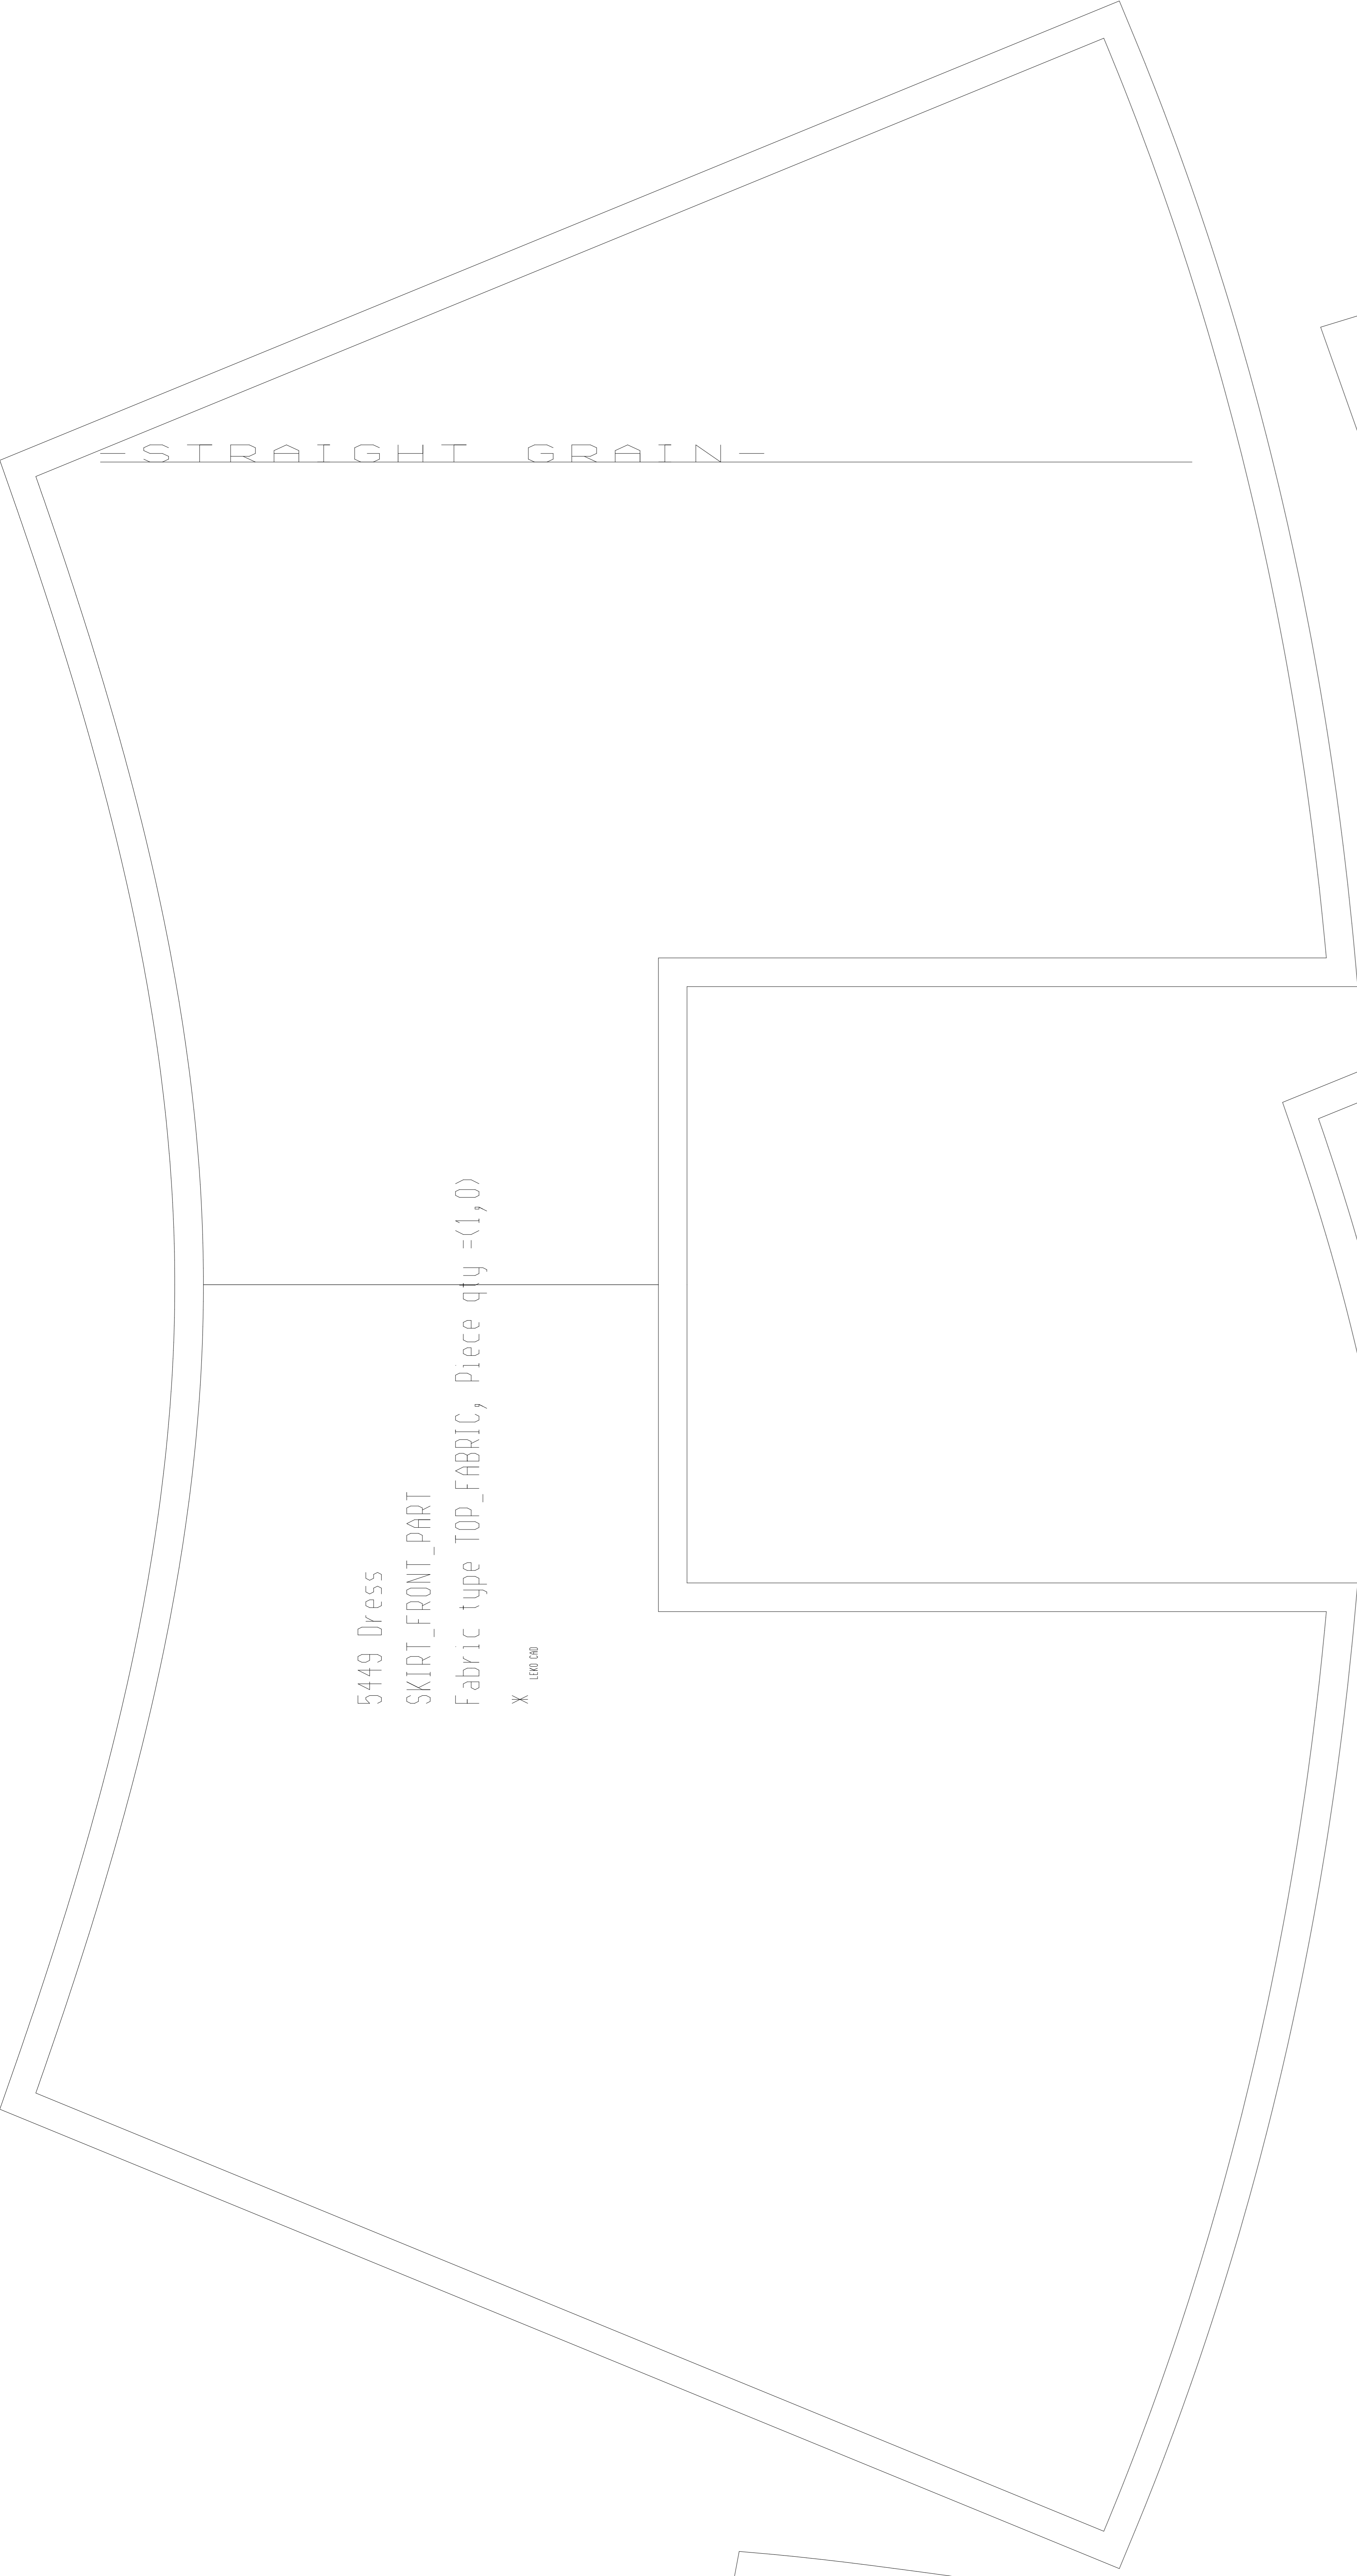 -STRAIGHT GRAIN-
5449 Dress
SKIRT_FRONT_PART
Fabric type TOP_FABRIC, Piece qty =(1,0)
* LEKO CAD